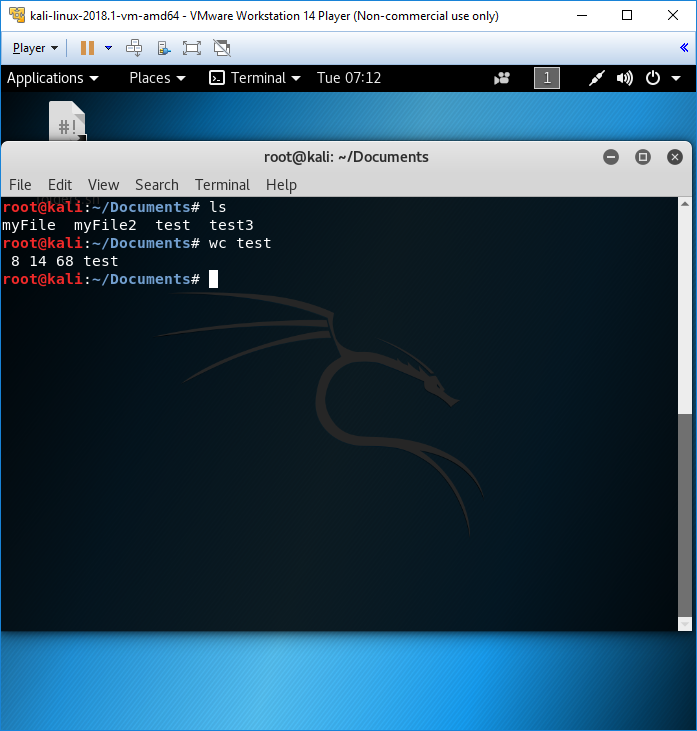 kali-linux-2018.1-vm-amd64 - VMware Workstation 14 Player (Non-commercial use only)
Player
Applications Places Terminal Tue 07:12 1
#!
root@kali: ~/Documents
File Edit View Search Terminal Help
root@kali:~/Documents# ls
myFile  myFile2  test  test3
root@kali:~/Documents# wc test
 8 14 68 test
root@kali:~/Documents#